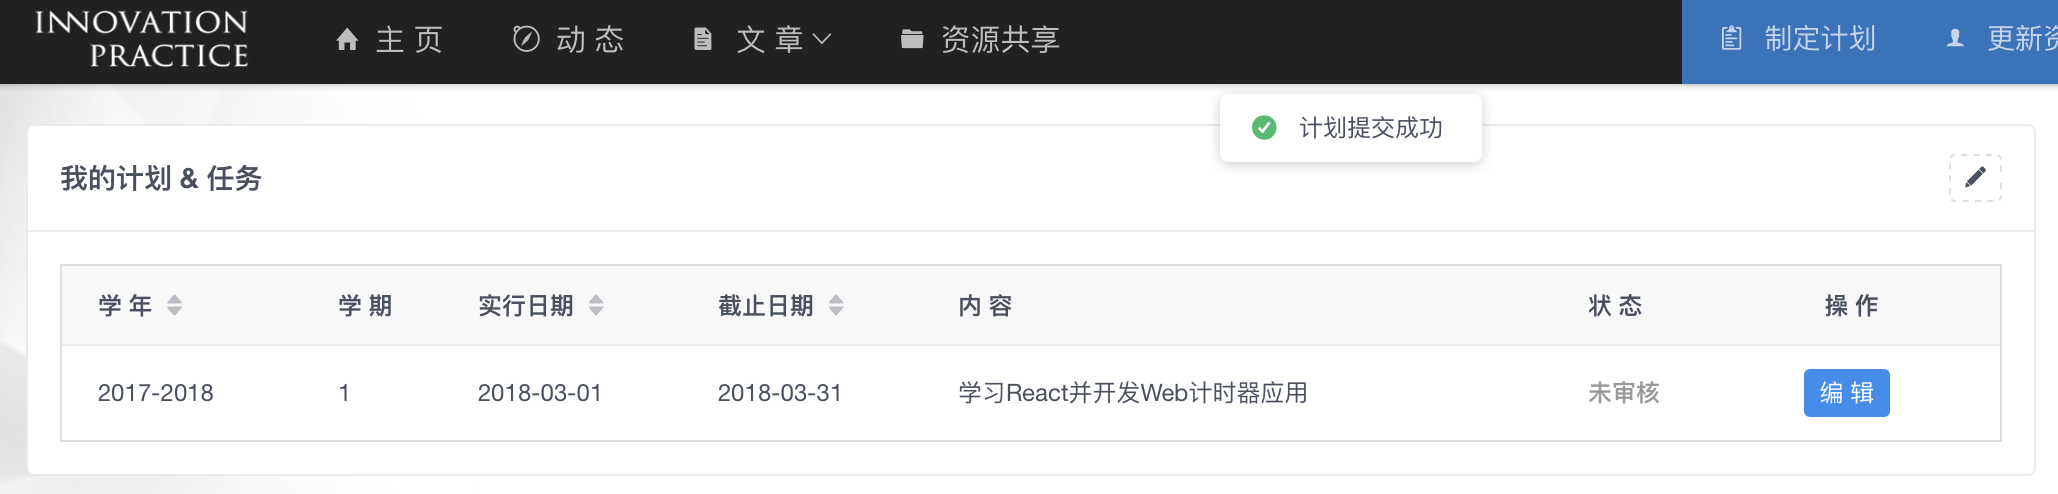 INNOVATION
PRACTICE
主 页 动 态 文 章 资源共享 制定计划 更新资
计划提交成功
我的计划 & 任务
学 年 学 期 实行日期 截止日期 内 容 状 态 操 作
2017-2018 1 2018-03-01 2018-03-31 学习React并开发Web计时器应用 未审核 编 辑